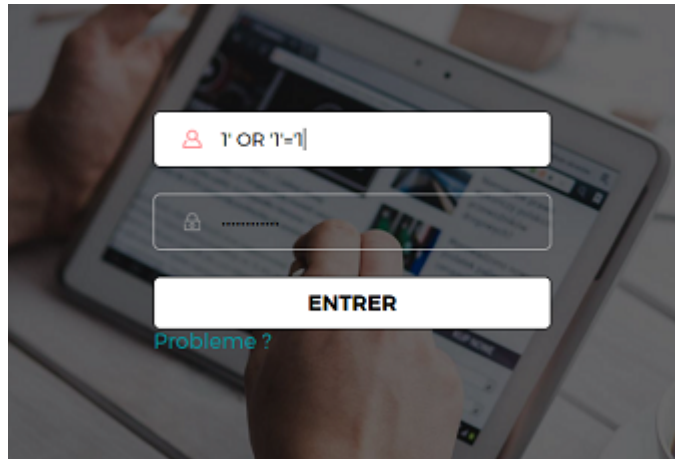 1' OR '1'='1
............
ENTRER
Probleme ?